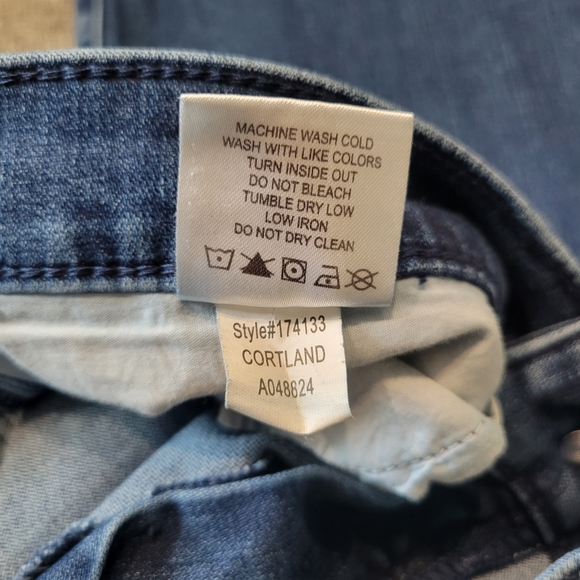 MACHINE WASH COLD
WASH WITH LIKE COLORS
TURN INSIDE OUT
DO NOT BLEACH
TUMBLE DRY LOW
LOW IRON
DO NOT DRY CLEAN
Style#174133
CORTLAND
A048624